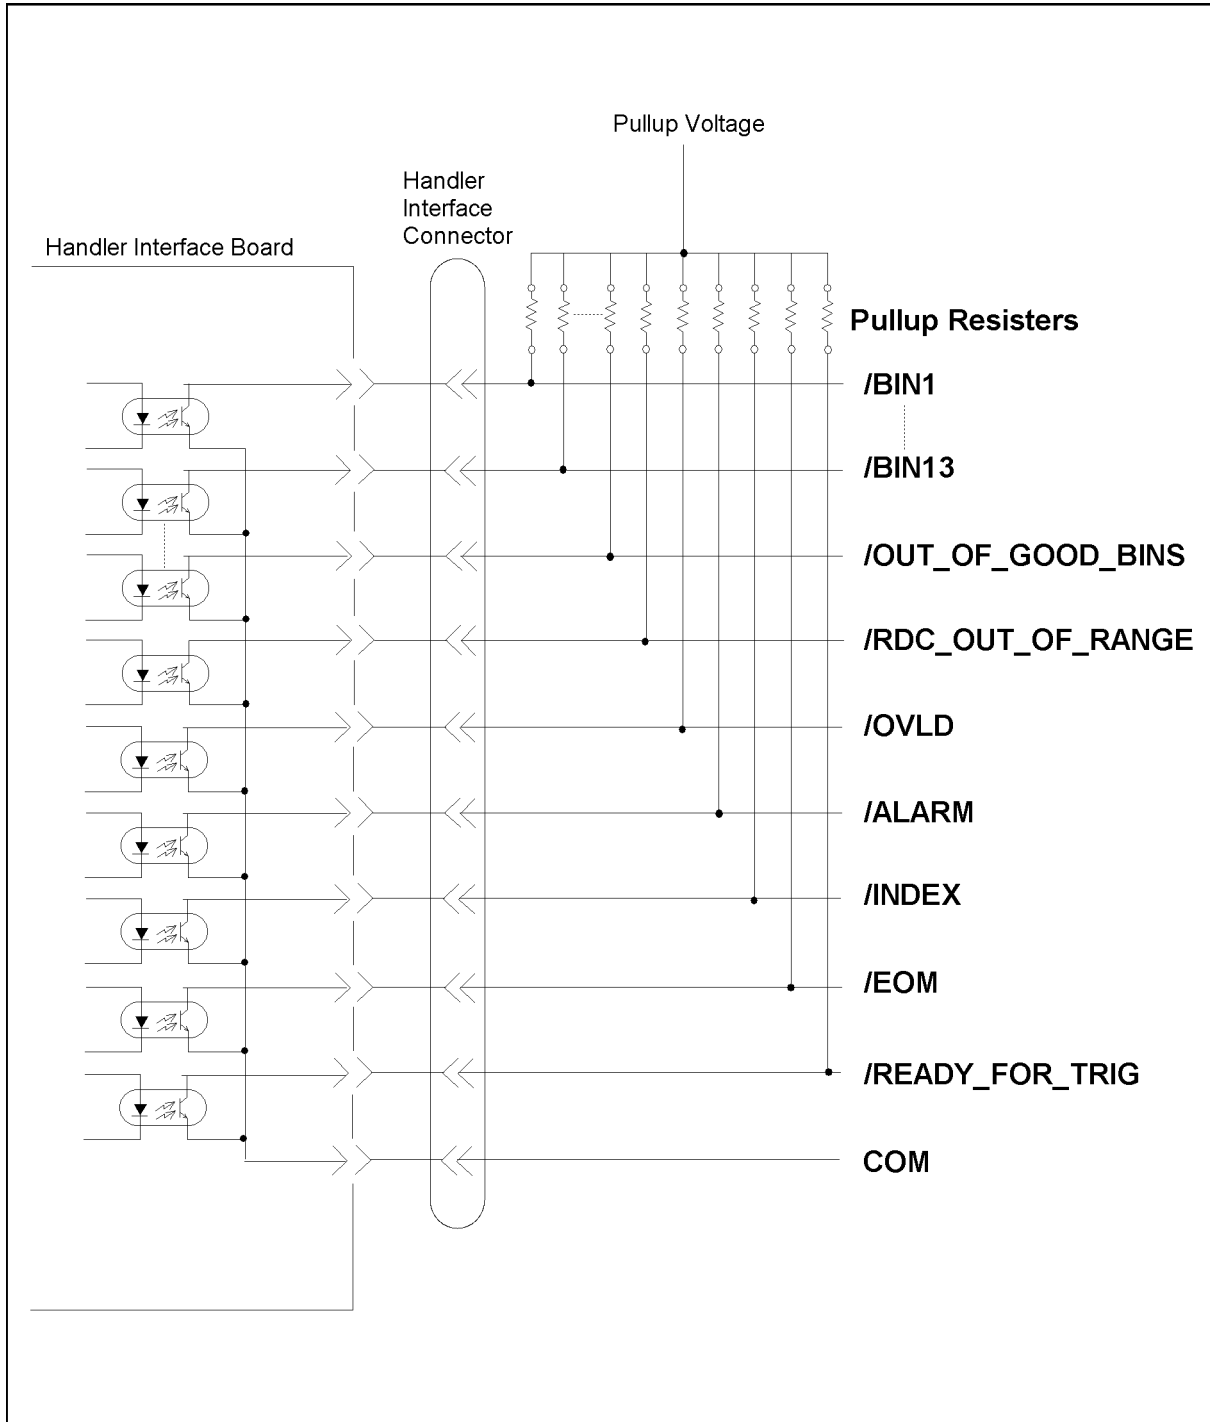 Pullup Voltage
Handler
Interface
Connector
Handler Interface Board
Pullup Resisters
/BIN1
/BIN13
/OUT_OF_GOOD_BINS
/RDC_OUT_OF_RANGE
/OVLD
/ALARM
/INDEX
/EOM
/READY_FOR_TRIG
COM